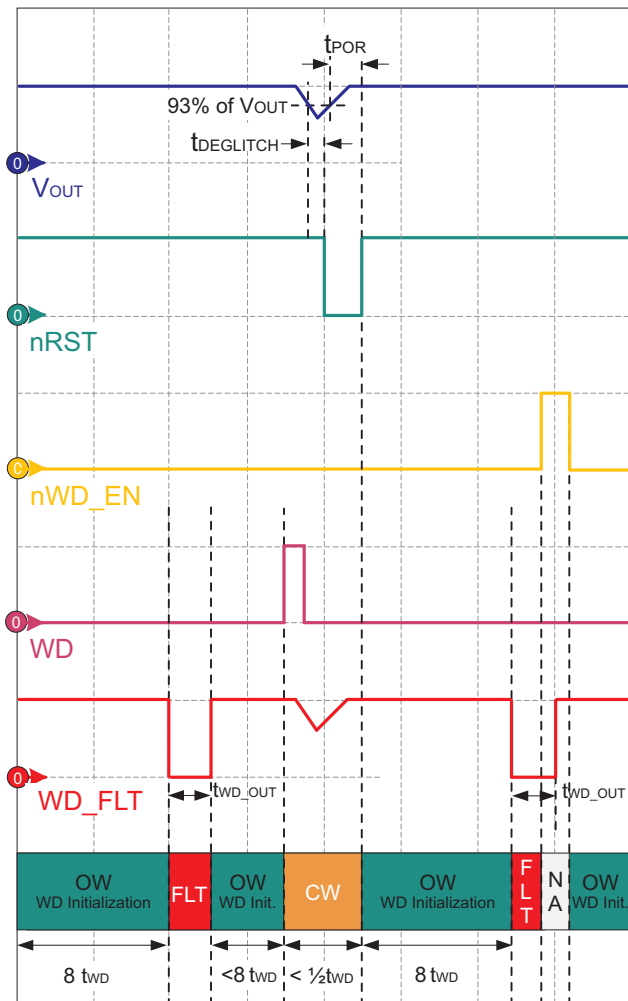 tPOR
93% of VOUT
tDEGLITCH
0
VOUT
0
nRST
C
nWD_EN
0
WD
0
WD_FLT
tWD_OUT
tWD_OUT
OW
WD Initialization
FLT
OW
WD Init.
CW
OW
WD Initialization
F
L
T
N
A
OW
WD Init.
8 tWD
<8 tWD
< ½tWD
8 tWD